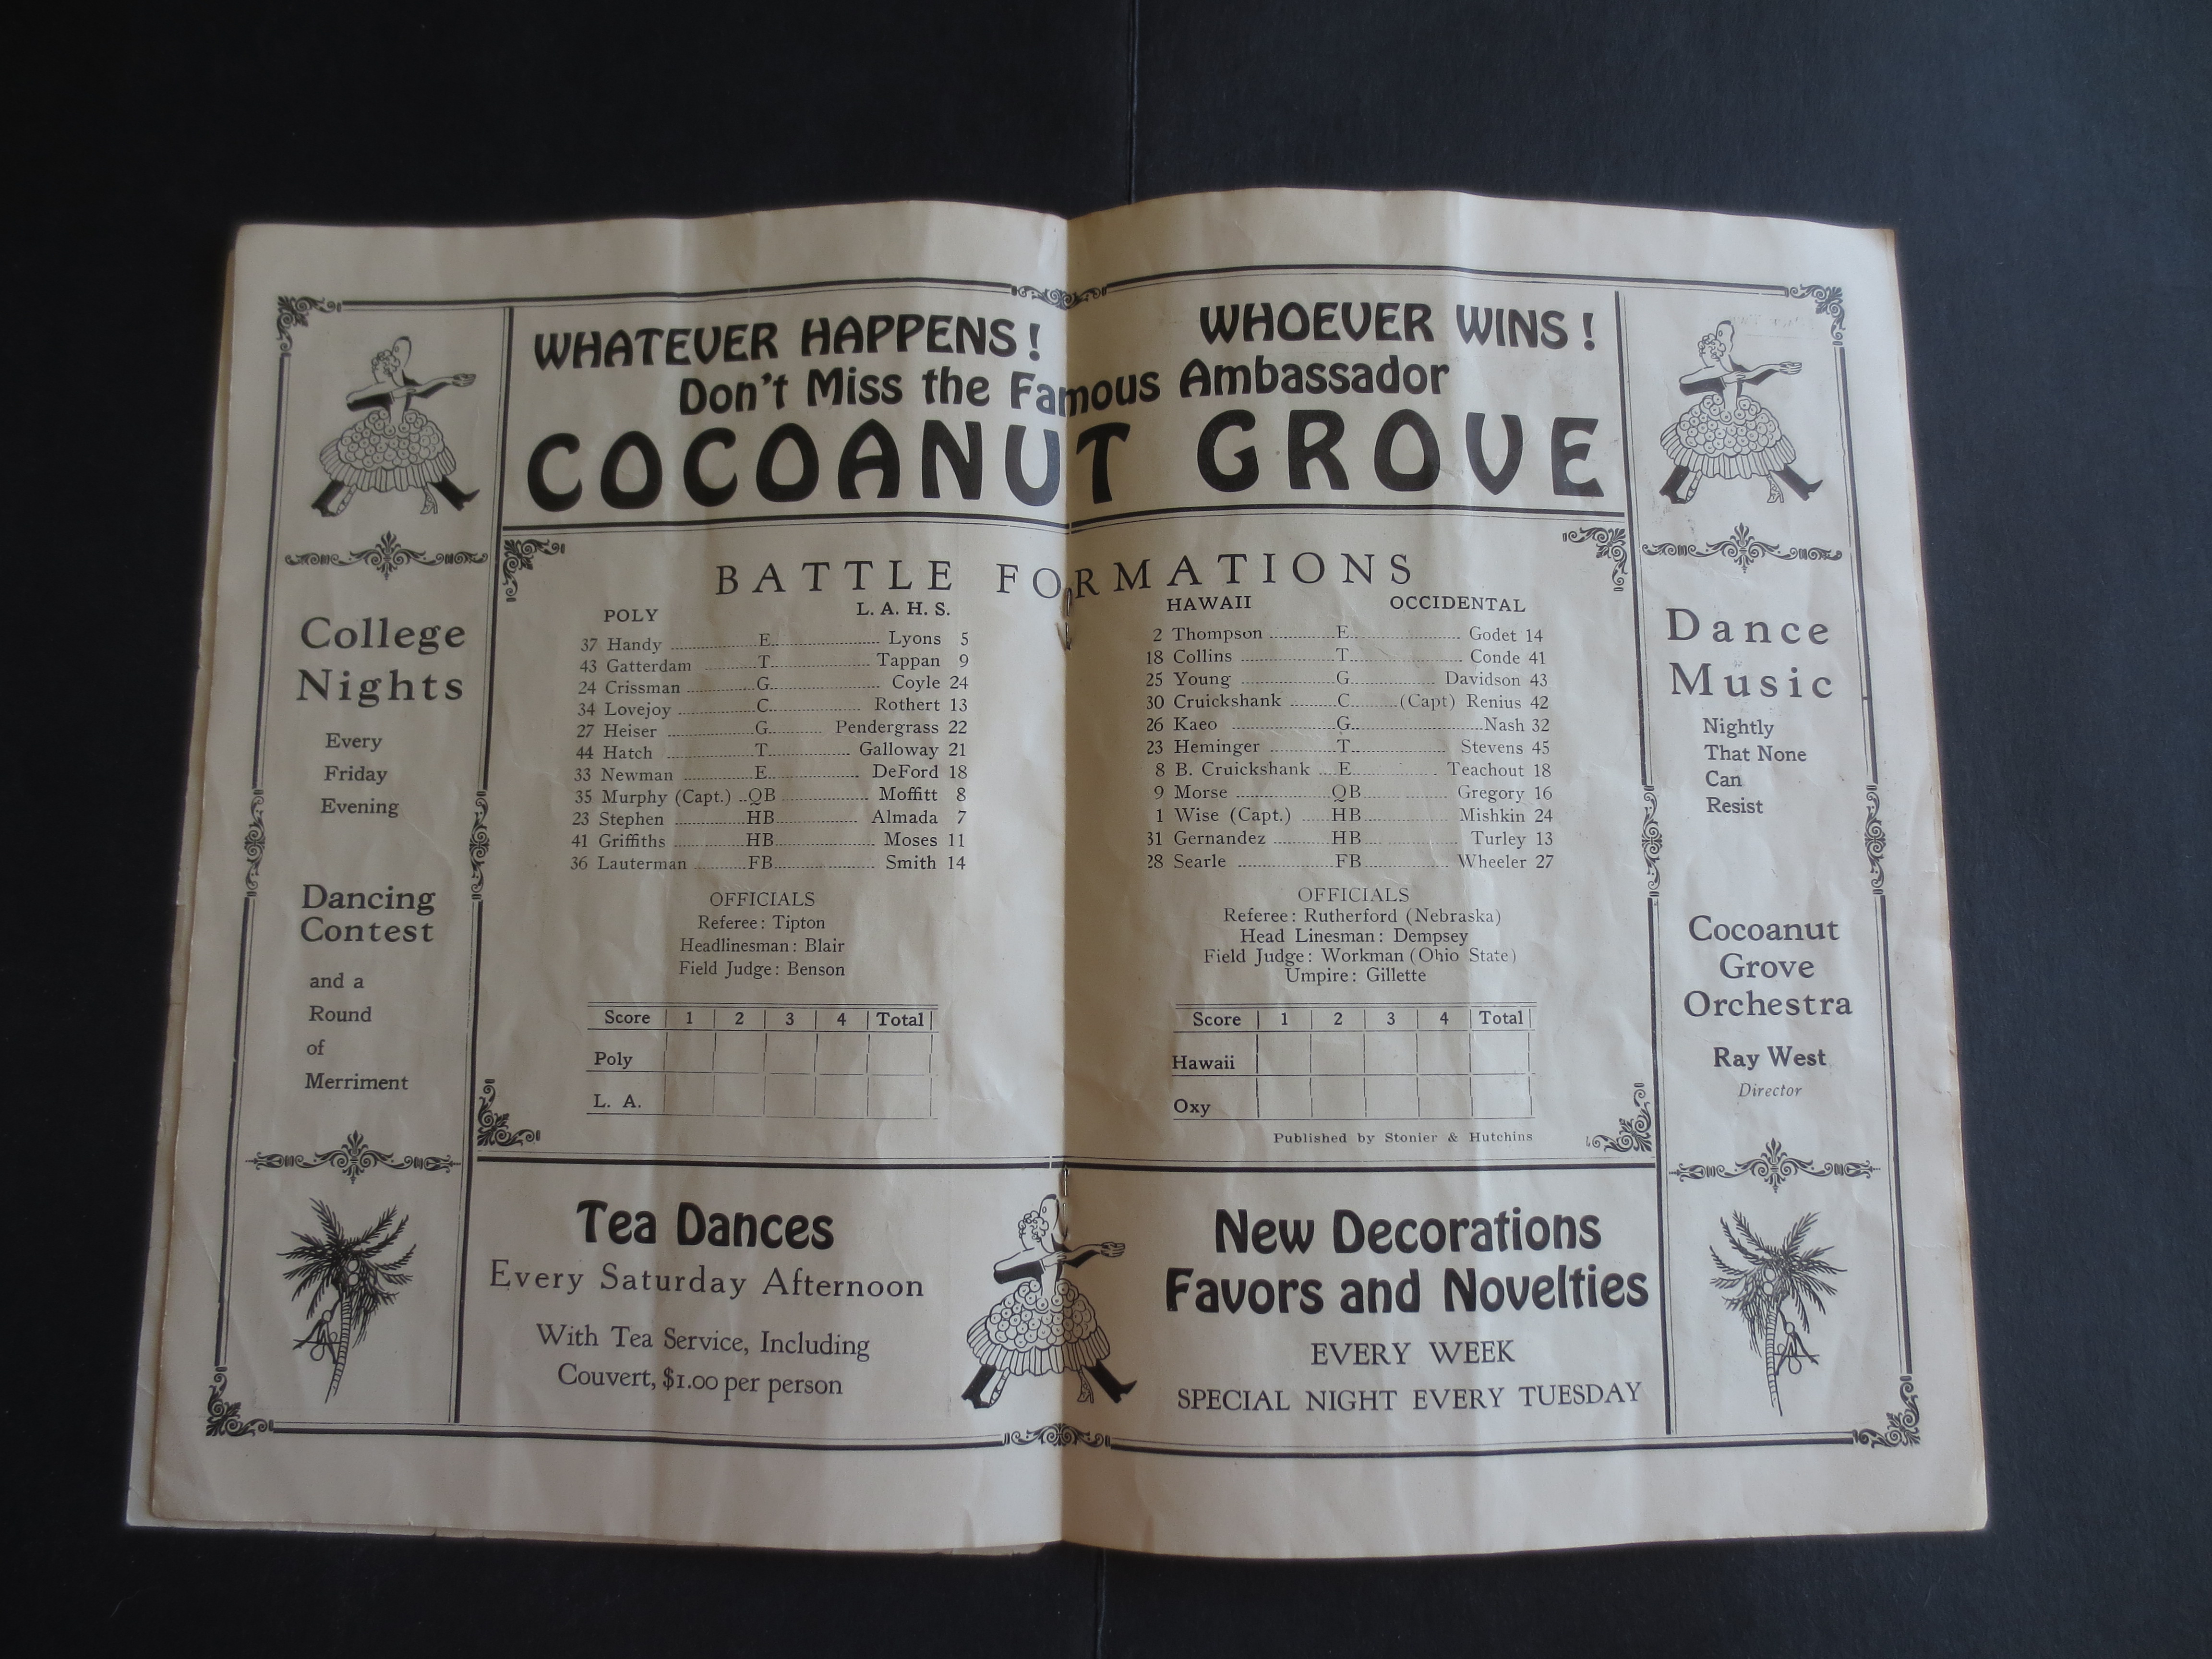 WHATEVER HAPPENS! WHOEVER WINS!
Don't Miss the Famous Ambassador
COCOANUT GROVE
College
Nights
Every
Friday
Evening
Dancing
Contest
and a
Round
of
Merriment
BATTLE FORMATIONS
POLY L. A. H. S.
37 Handy E. Lyons 5
43 Gatterdam T. Tappan 9
24 Crissman G. Coyle 24
34 Lovejoy C. Rothert 13
27 Heiser G. Pendergrass 22
44 Hatch T. Galloway 21
33 Newman E. DeFord 18
35 Murphy (Capt.) QB Moffitt 8
23 Stephen HB Almada 7
41 Griffiths HB Moses 11
36 Lauterman FB Smith 14
OFFICIALS
Referee: Tipton
Headlinesman: Blair
Field Judge: Benson
Score 1 2 3 4 Total
Poly
L. A.
HAWAII OCCIDENTAL
2 Thompson E. Godet 14
18 Collins T. Conde 41
25 Young G. Davidson 43
30 Cruickshank C. (Capt) Renius 42
26 Kaeo G. Nash 32
23 Heminger T. Stevens 45
8 B. Cruickshank E. Teachout 18
9 Morse QB Gregory 16
1 Wise (Capt.) HB Mishkin 24
31 Gernandez HB Turley 13
28 Searle FB Wheeler 27
OFFICIALS
Referee: Rutherford (Nebraska)
Head Linesman: Dempsey
Field Judge: Workman (Ohio State)
Umpire: Gillette
Score 1 2 3 4 Total
Hawaii
Oxy
Published by Stonier & Hutchins
Dance
Music
Nightly
That None
Can
Resist
Cocoanut
Grove
Orchestra
Ray West
Director
Tea Dances
Every Saturday Afternoon
With Tea Service, Including
Couvert, $1.00 per person
New Decorations
Favors and Novelties
EVERY WEEK
SPECIAL NIGHT EVERY TUESDAY